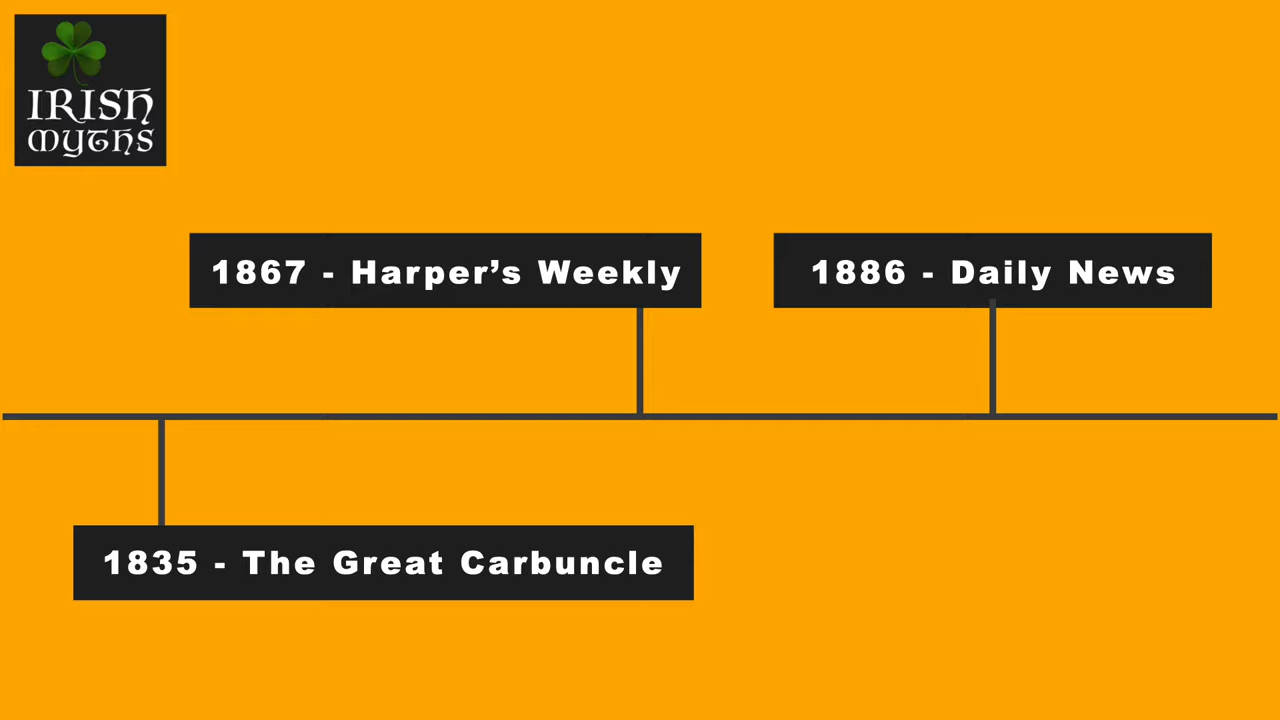 IRISH
MYTHS
1867 - Harper’s Weekly
1886 - Daily News
1835 - The Great Carbuncle